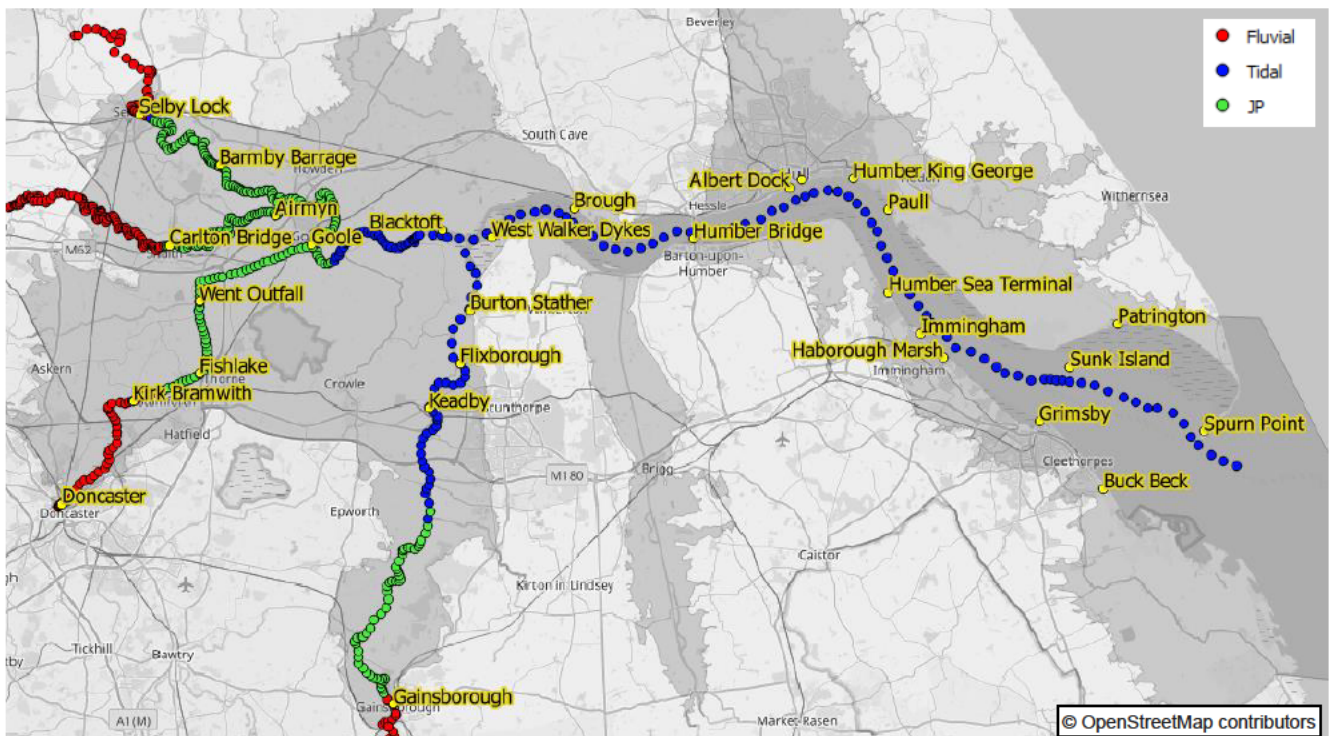 Beverley
Fluvial
Tidal
JP
Selby Lock
South Cave
Barmby Barrage
Howden
Albert Dock
Humber King George
Hessle
Withernsea
Airmyn
Brough
Paull
Blacktoft
Carlton Bridge
Goole
West Walker Dykes
Humber Bridge
M62
Barton-upon-
Humber
Went Outfall
Humber Sea Terminal
Burton Stather
Patrington
Immingham
Haborough Marsh
Flixborough
Sunk Island
Immingham
Askern
Fishlake
Thorne
Crowle
Kirk Bramwith
Keadby
Scunthorpe
Grimsby
Hatfield
Spurn Point
Cleethorpes
M180
Brigg
Buck Beck
Doncaster
Doncaster
Epworth
Caistor
Kirton in Lindsey
Tickhill
Bawtry
Gainsborough
A1(M)
Market Rasen
© OpenStreetMap contributors